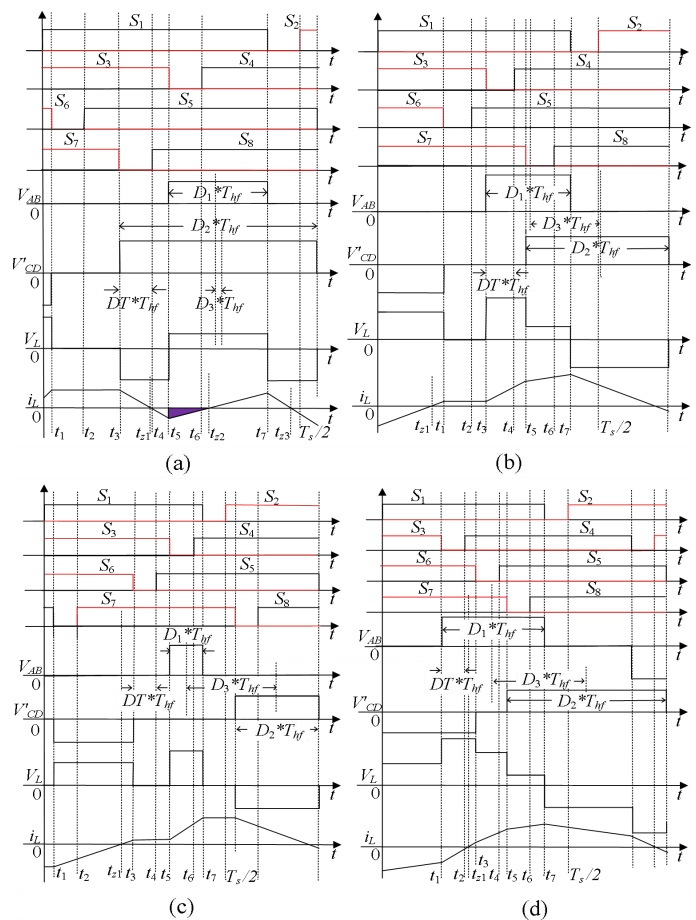 S1 S2
t
S3 S4
t
S6 S5
t
S7 S8
t
VAB
0
D1*Thf
t
D2*Thf
V'CD
0
t
DT*Thf D3*Thf
VL
0
t
iL
0
t
t1 t2 t3 tz1 t4 t5 t6 tz2 t7 tz3 Ts/2
(a)
S1 S2
t
S3 S4
t
S6 S5
t
S7 S8
t
VAB
0
D1*Thf
t
D3*Thf
V'CD
0
D2*Thf
t
DT*Thf
VL
0
t
iL
0
t
tz1 t1 t2 t3 t4 t5 t6 t7 Ts/2
(b)
S1 S2
t
S3 S4
t
S6 S5
t
S7 S8
t
D1*Thf
VAB
0
t
DT*Thf D3*Thf
V'CD
0
t
D2*Thf
VL
0
t
iL
0
t
t1 t2 tz1 t3 t4 t5 t6 t7 Ts/2
(c)
S1 S2
t
S3 S4
t
S6 S5
t
S7 S8
t
VAB
0
D1*Thf
t
DT*Thf D3*Thf
V'CD
0
D2*Thf
t
VL
0
t
iL
0
t
t1 t2 tz1 t3 t4 t5 t6 t7 Ts/2
(d)